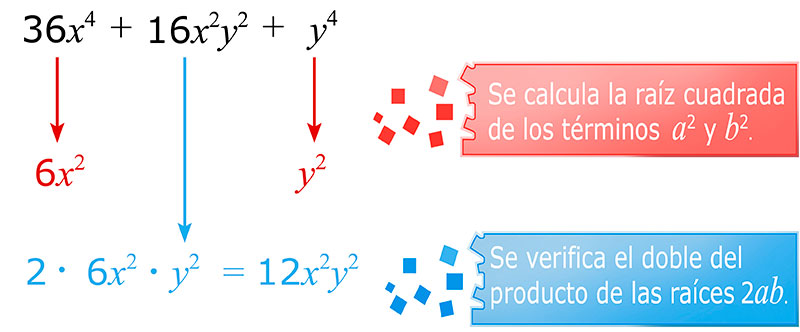 36x⁴ + 16x²y² + y⁴
Se calcula la raíz cuadrada
de los términos a² y b².
6x² y²
Se verifica el doble del
producto de las raíces 2ab.
2 · 6x² · y² = 12x²y²